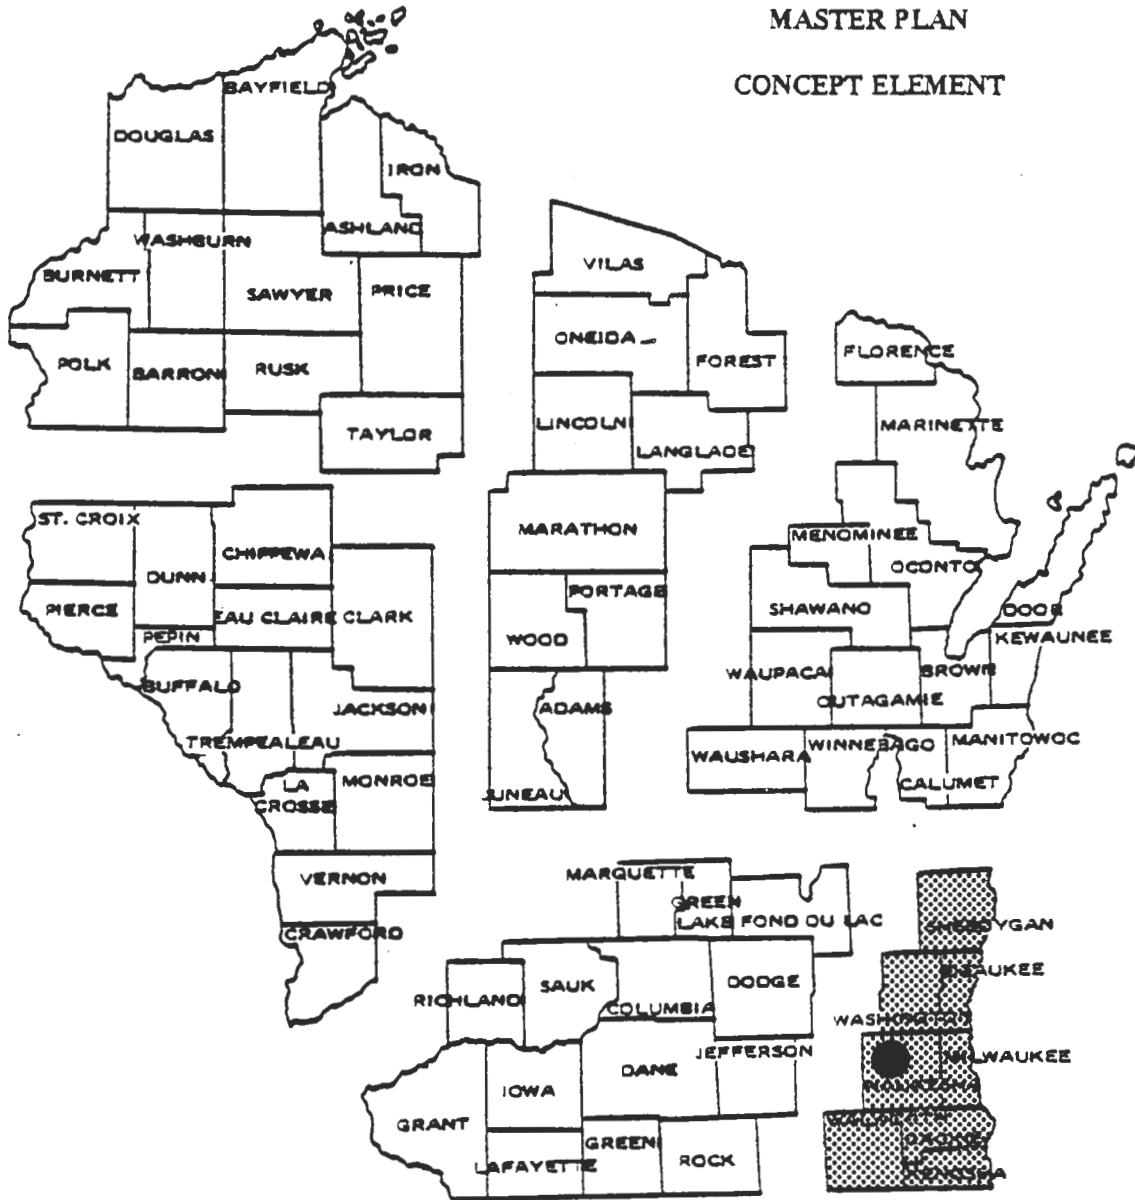 MASTER PLAN
CONCEPT ELEMENT
BAYFIELD
DOUGLAS
IRON
ASHLAND
WASHBURN
BURNETT
SAWYER
PRICE
POLK
BARRON
RUSK
TAYLOR
VILAS
ONEIDA
FOREST
LINCOLN
LANGLADE
FLORENCE
MARINETTE
ST. CROIX
CHIPPEWA
DUNN
PIERCE
EAU CLAIRE
CLARK
PEPIN
BUFFALO
JACKSON
TREMPEALEAU
LA
CROSSE
MONROE
VERNON
CRAWFORD
MARATHON
PORTAGE
WOOD
ADAMS
JUNEAU
MENOMINEE
OCONTO
SHAWANO
DOOR
KEWAUNEE
WAUPACA
BROWN
OUTAGAMIE
WAUSHARA
WINNEBAGO
MANITOWOC
CALUMET
MARQUETTE
GREEN
LAKE
FOND DU LAC
RICHLAND
SAUK
COLUMBIA
DODGE
JEFFERSON
DANE
IOWA
GRANT
LAFAYETTE
GREEN
ROCK
SHEBOYGAN
WASHINGTON
MILWAUKEE
WAUKESHA
KENOSHA